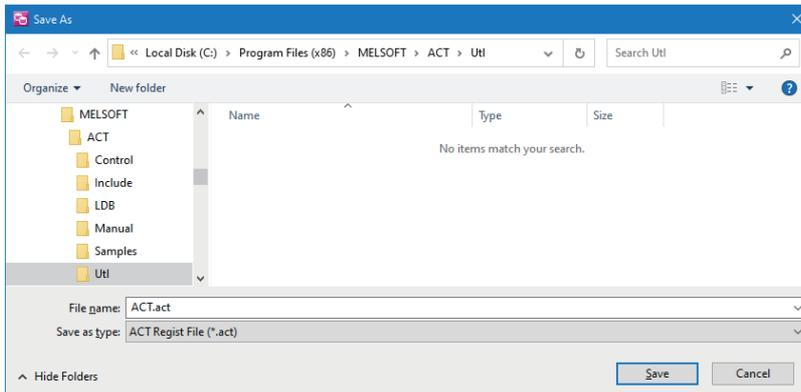 Save As
« Local Disk (C:) > Program Files (x86) > MELSOFT > ACT > Utl
Search Utl
Organize
New folder
MELSOFT
ACT
Control
Include
LDB
Manual
Samples
Utl
Name
Type
Size
No items match your search.
File name: ACT.act
Save as type: ACT Regist File (*.act)
Hide Folders
Save
Cancel